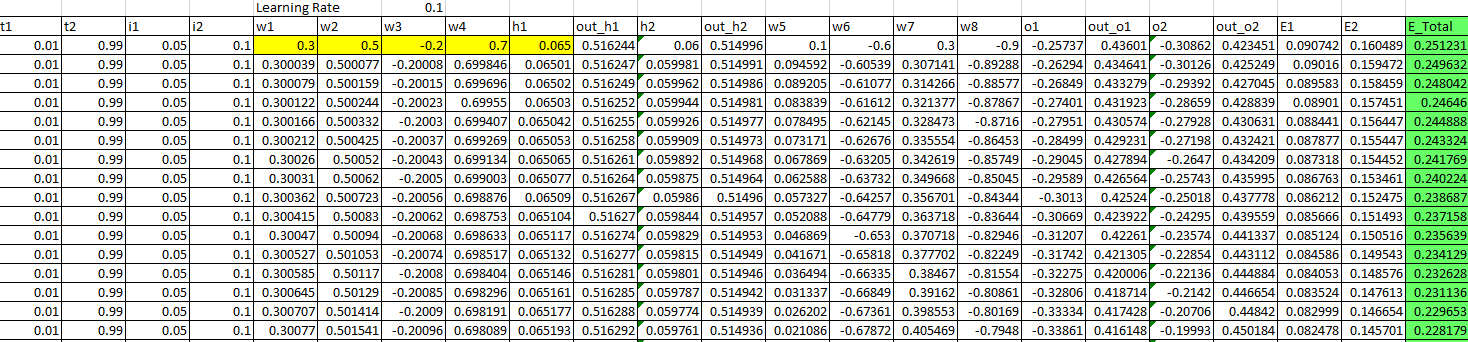 Learning Rate 0.1
t1 t2 i1 i2 w1 w2 w3 w4 h1 out_h1 h2 out_h2 w5 w6 w7 w8 o1 out_o1 o2 out_o2 E1 E2 E_Total
0.01 0.99 0.05 0.1 0.3 0.5 -0.2 0.7 0.065 0.516244 0.06 0.514996 0.1 -0.6 0.3 -0.9 -0.25737 0.43601 -0.30862 0.423451 0.090742 0.160489 0.251231
0.01 0.99 0.05 0.1 0.300039 0.500077 -0.20008 0.699846 0.06501 0.516247 0.059981 0.514991 0.094592 -0.60539 0.307141 -0.89288 -0.26294 0.434641 -0.30126 0.425249 0.09016 0.159472 0.249632
0.01 0.99 0.05 0.1 0.300079 0.500159 -0.20015 0.699696 0.06502 0.516249 0.059962 0.514986 0.089205 -0.61077 0.314266 -0.88577 -0.26849 0.433279 -0.29392 0.427045 0.089583 0.158459 0.248042
0.01 0.99 0.05 0.1 0.300122 0.500244 -0.20023 0.69955 0.06503 0.516252 0.059944 0.514981 0.083839 -0.61612 0.321377 -0.87867 -0.27401 0.431923 -0.28659 0.428839 0.08901 0.157451 0.24646
0.01 0.99 0.05 0.1 0.300166 0.500332 -0.2003 0.699407 0.065042 0.516255 0.059926 0.514977 0.078495 -0.62145 0.328473 -0.8716 -0.27951 0.430574 -0.27928 0.430631 0.088441 0.156447 0.244888
0.01 0.99 0.05 0.1 0.300212 0.500425 -0.20037 0.699269 0.065053 0.516258 0.059909 0.514973 0.073171 -0.62676 0.335554 -0.86453 -0.28499 0.429231 -0.27198 0.432421 0.087877 0.155447 0.243324
0.01 0.99 0.05 0.1 0.30026 0.50052 -0.20043 0.699134 0.065065 0.516261 0.059892 0.514968 0.067869 -0.63205 0.342619 -0.85749 -0.29045 0.427894 -0.2647 0.434209 0.087318 0.154452 0.241769
0.01 0.99 0.05 0.1 0.30031 0.50062 -0.2005 0.699003 0.065077 0.516264 0.059875 0.514964 0.062588 -0.63732 0.349668 -0.85045 -0.29589 0.426564 -0.25743 0.435995 0.086763 0.153461 0.240224
0.01 0.99 0.05 0.1 0.300362 0.500723 -0.20056 0.698876 0.06509 0.516267 0.05986 0.51496 0.057327 -0.64257 0.356701 -0.84344 -0.3013 0.42524 -0.25018 0.437778 0.086212 0.152475 0.238687
0.01 0.99 0.05 0.1 0.300415 0.50083 -0.20062 0.698753 0.065104 0.51627 0.059844 0.514957 0.052088 -0.64779 0.363718 -0.83644 -0.30669 0.423922 -0.24295 0.439559 0.085666 0.151493 0.237158
0.01 0.99 0.05 0.1 0.30047 0.50094 -0.20068 0.698633 0.065117 0.516274 0.059829 0.514953 0.046869 -0.653 0.370718 -0.82946 -0.31207 0.42261 -0.23574 0.441337 0.085124 0.150516 0.235639
0.01 0.99 0.05 0.1 0.300527 0.501053 -0.20074 0.698517 0.065132 0.516277 0.059815 0.514949 0.041671 -0.65818 0.377702 -0.82249 -0.31742 0.421305 -0.22854 0.443112 0.084586 0.149543 0.234129
0.01 0.99 0.05 0.1 0.300585 0.50117 -0.2008 0.698404 0.065146 0.516281 0.059801 0.514946 0.036494 -0.66335 0.38467 -0.81554 -0.32275 0.420006 -0.22136 0.444884 0.084053 0.148576 0.232628
0.01 0.99 0.05 0.1 0.300645 0.50129 -0.20085 0.698296 0.065161 0.516285 0.059787 0.514942 0.031337 -0.66849 0.39162 -0.80861 -0.32806 0.418714 -0.2142 0.446654 0.083524 0.147613 0.231136
0.01 0.99 0.05 0.1 0.300707 0.501414 -0.2009 0.698191 0.065177 0.516288 0.059774 0.514939 0.026202 -0.67361 0.398553 -0.80169 -0.33334 0.417428 -0.20706 0.44842 0.082999 0.146654 0.229653
0.01 0.99 0.05 0.1 0.30077 0.501541 -0.20096 0.698089 0.065193 0.516292 0.059761 0.514936 0.021086 -0.67872 0.405469 -0.7948 -0.33861 0.416148 -0.19993 0.450184 0.082478 0.145701 0.228179